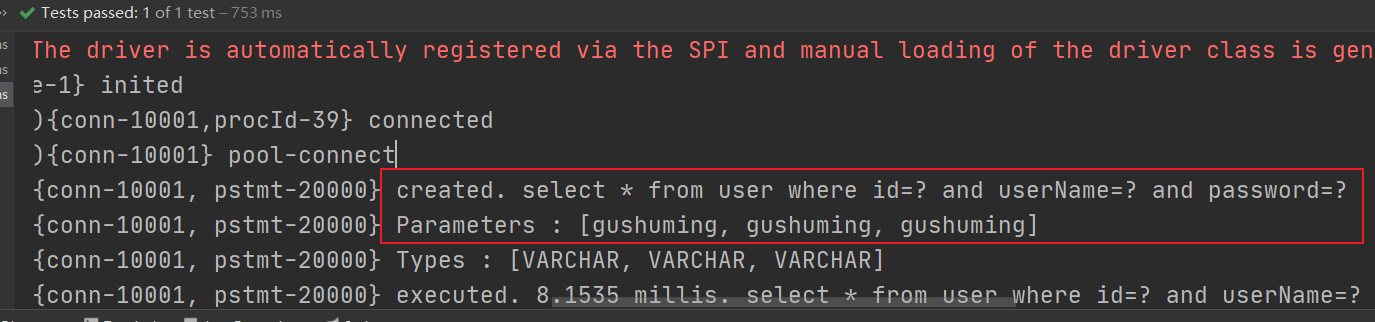 Tests passed: 1 of 1 test – 753 ms
The driver is automatically registered via the SPI and manual loading of the driver class is gen
e-1} inited
){conn-10001,procId-39} connected
){conn-10001} pool-connect
{conn-10001, pstmt-20000} created. select * from user where id=? and userName=? and password=?
{conn-10001, pstmt-20000} Parameters : [gushuming, gushuming, gushuming]
{conn-10001, pstmt-20000} Types : [VARCHAR, VARCHAR, VARCHAR]
{conn-10001, pstmt-20000} executed. 8.1535 millis. select * from user where id=? and userName=?